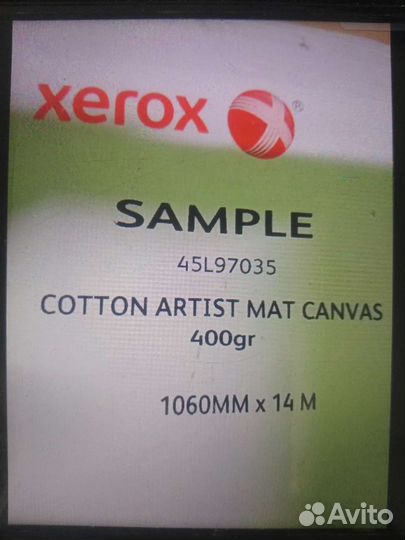 xerox ®
SAMPLE
45L97035
COTTON ARTIST MAT CANVAS
400gr
1060MM x 14 M
Avito